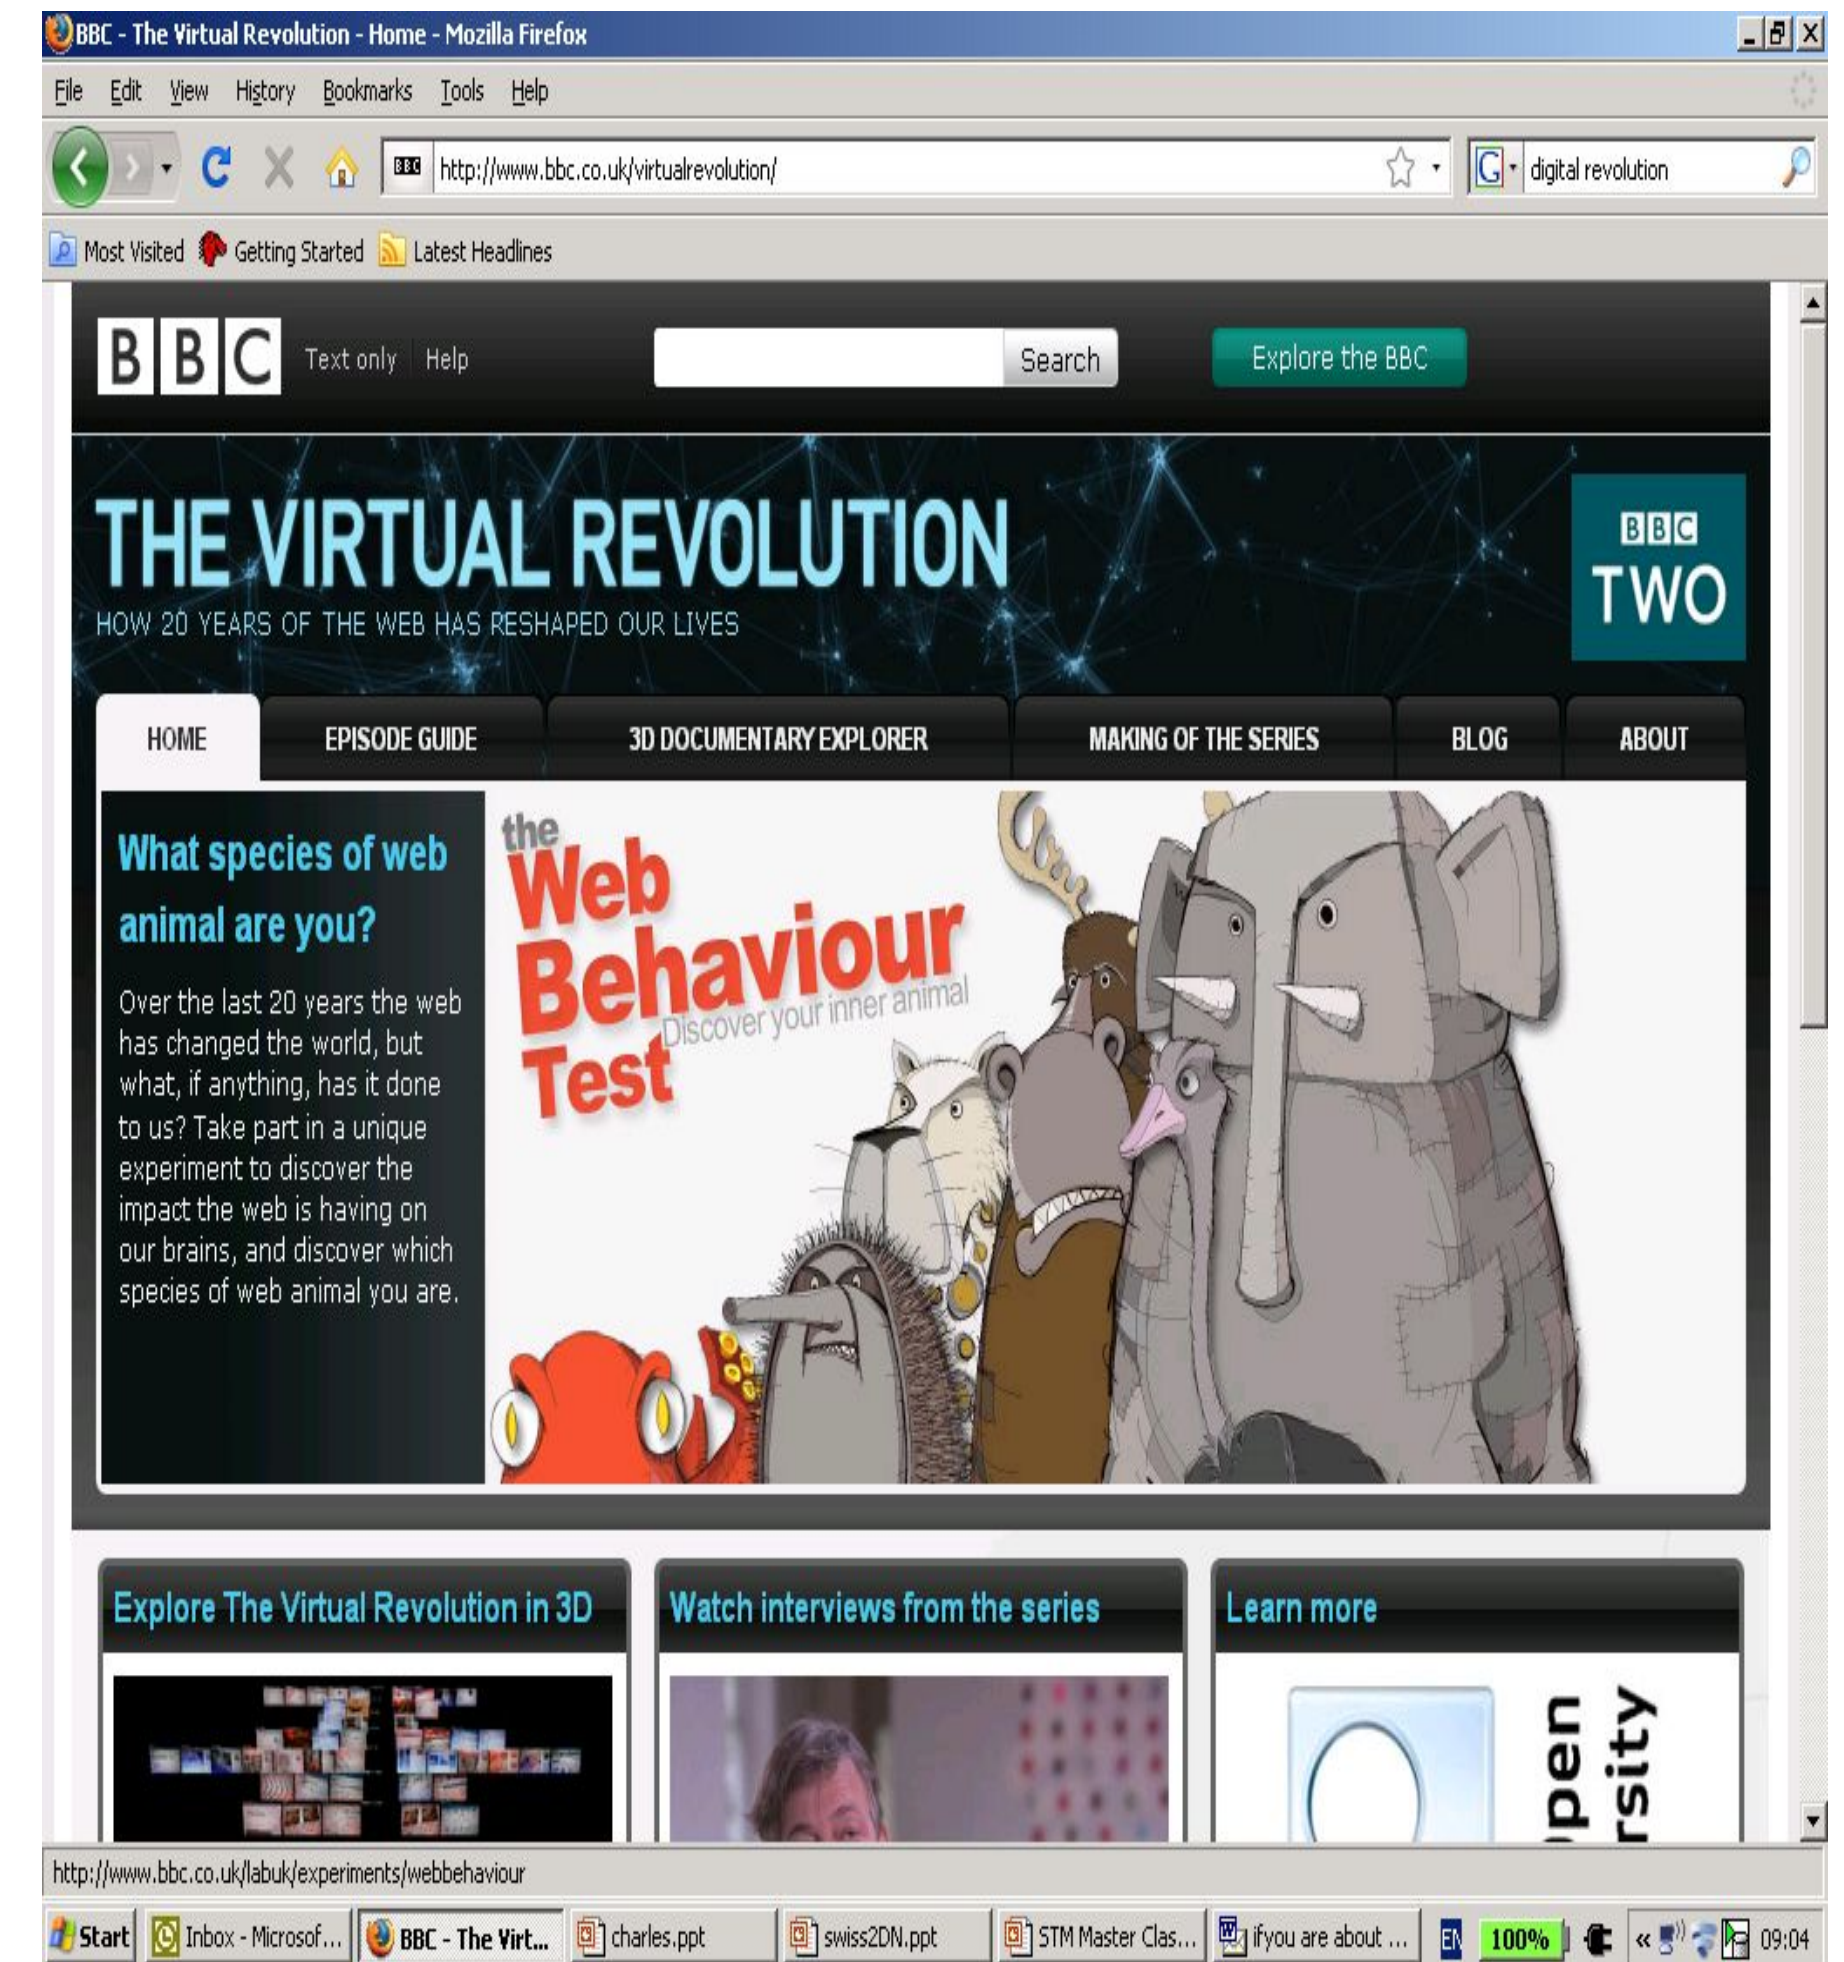 BBC - The Virtual Revolution - Home - Mozilla Firefox
File Edit View History Bookmarks Tools Help
BBC http://www.bbc.co.uk/virtualrevolution/ G digital revolution
Most Visited Getting Started Latest Headlines
BBC Text only Help Search Explore the BBC
THE VIRTUAL REVOLUTION
HOW 20 YEARS OF THE WEB HAS RESHAPED OUR LIVES
BBC
TWO
HOME EPISODE GUIDE 3D DOCUMENTARY EXPLORER MAKING OF THE SERIES BLOG ABOUT
What species of web
animal are you?
Over the last 20 years the web
has changed the world, but
what, if anything, has it done
to us? Take part in a unique
experiment to discover the
impact the web is having on
our brains, and discover which
species of web animal you are.
the
Web
Behaviour
Discover your inner animal
Test
Explore The Virtual Revolution in 3D
Watch interviews from the series
Learn more
pen
rsity
http://www.bbc.co.uk/labuk/experiments/webbehaviour
Start Inbox - Microsof... BBC - The Virt... charles.ppt swiss2DN.ppt STM Master Clas... ifyou are about ... EN 100% « 09:04